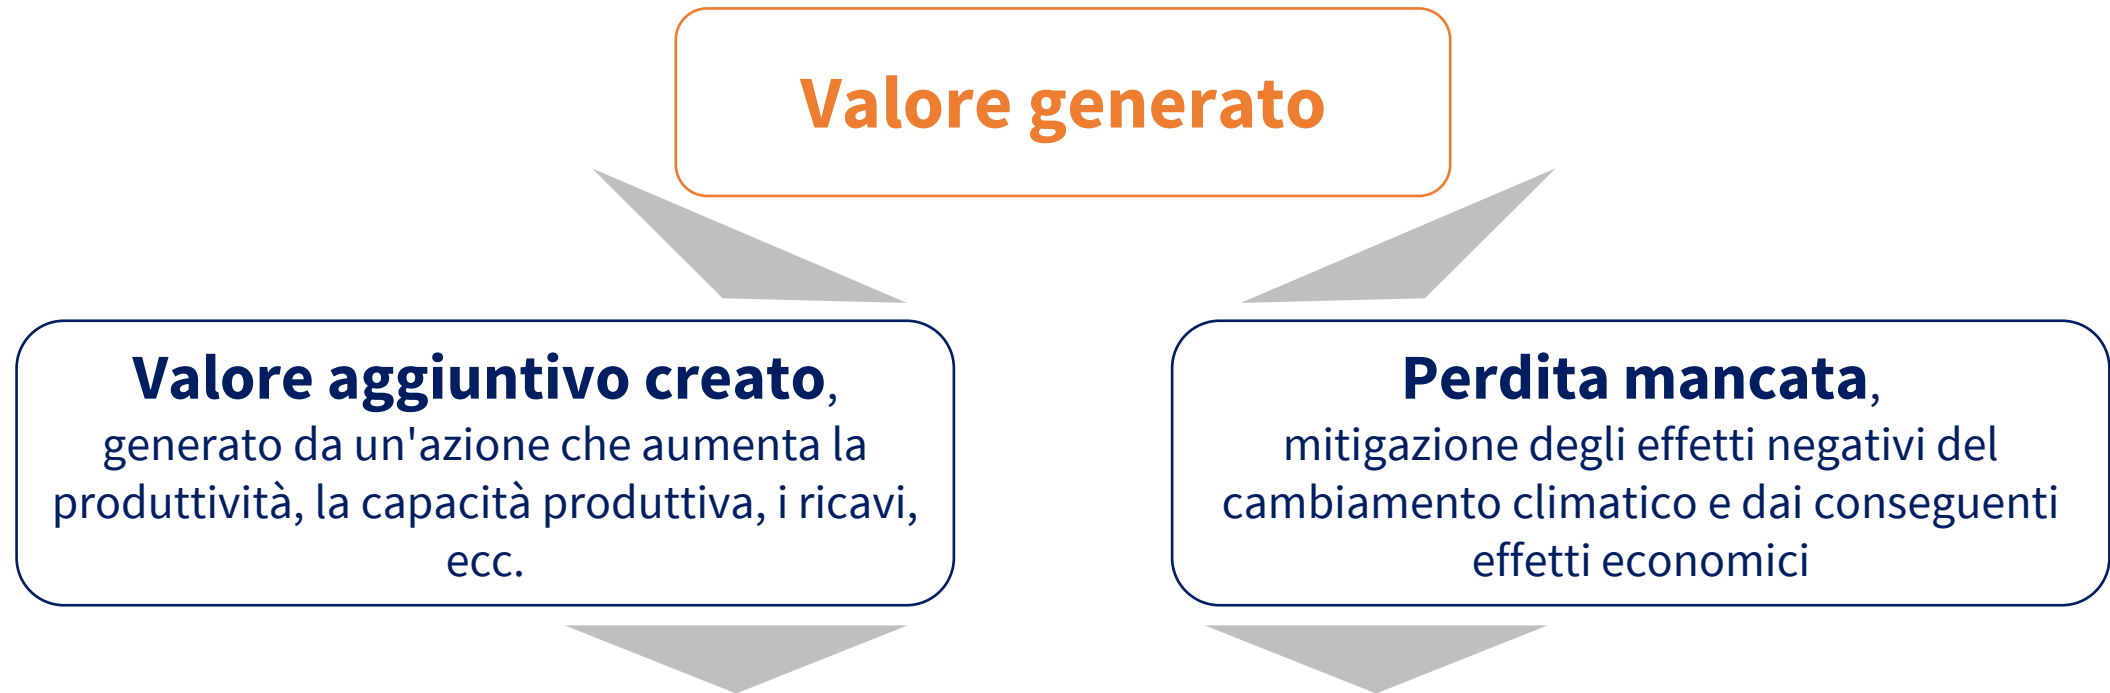 Valore generato
Valore aggiuntivo creato,
generato da un'azione che aumenta la
produttività, la capacità produttiva, i ricavi,
ecc.
Perdita mancata,
mitigazione degli effetti negativi del
cambiamento climatico e dai conseguenti
effetti economici